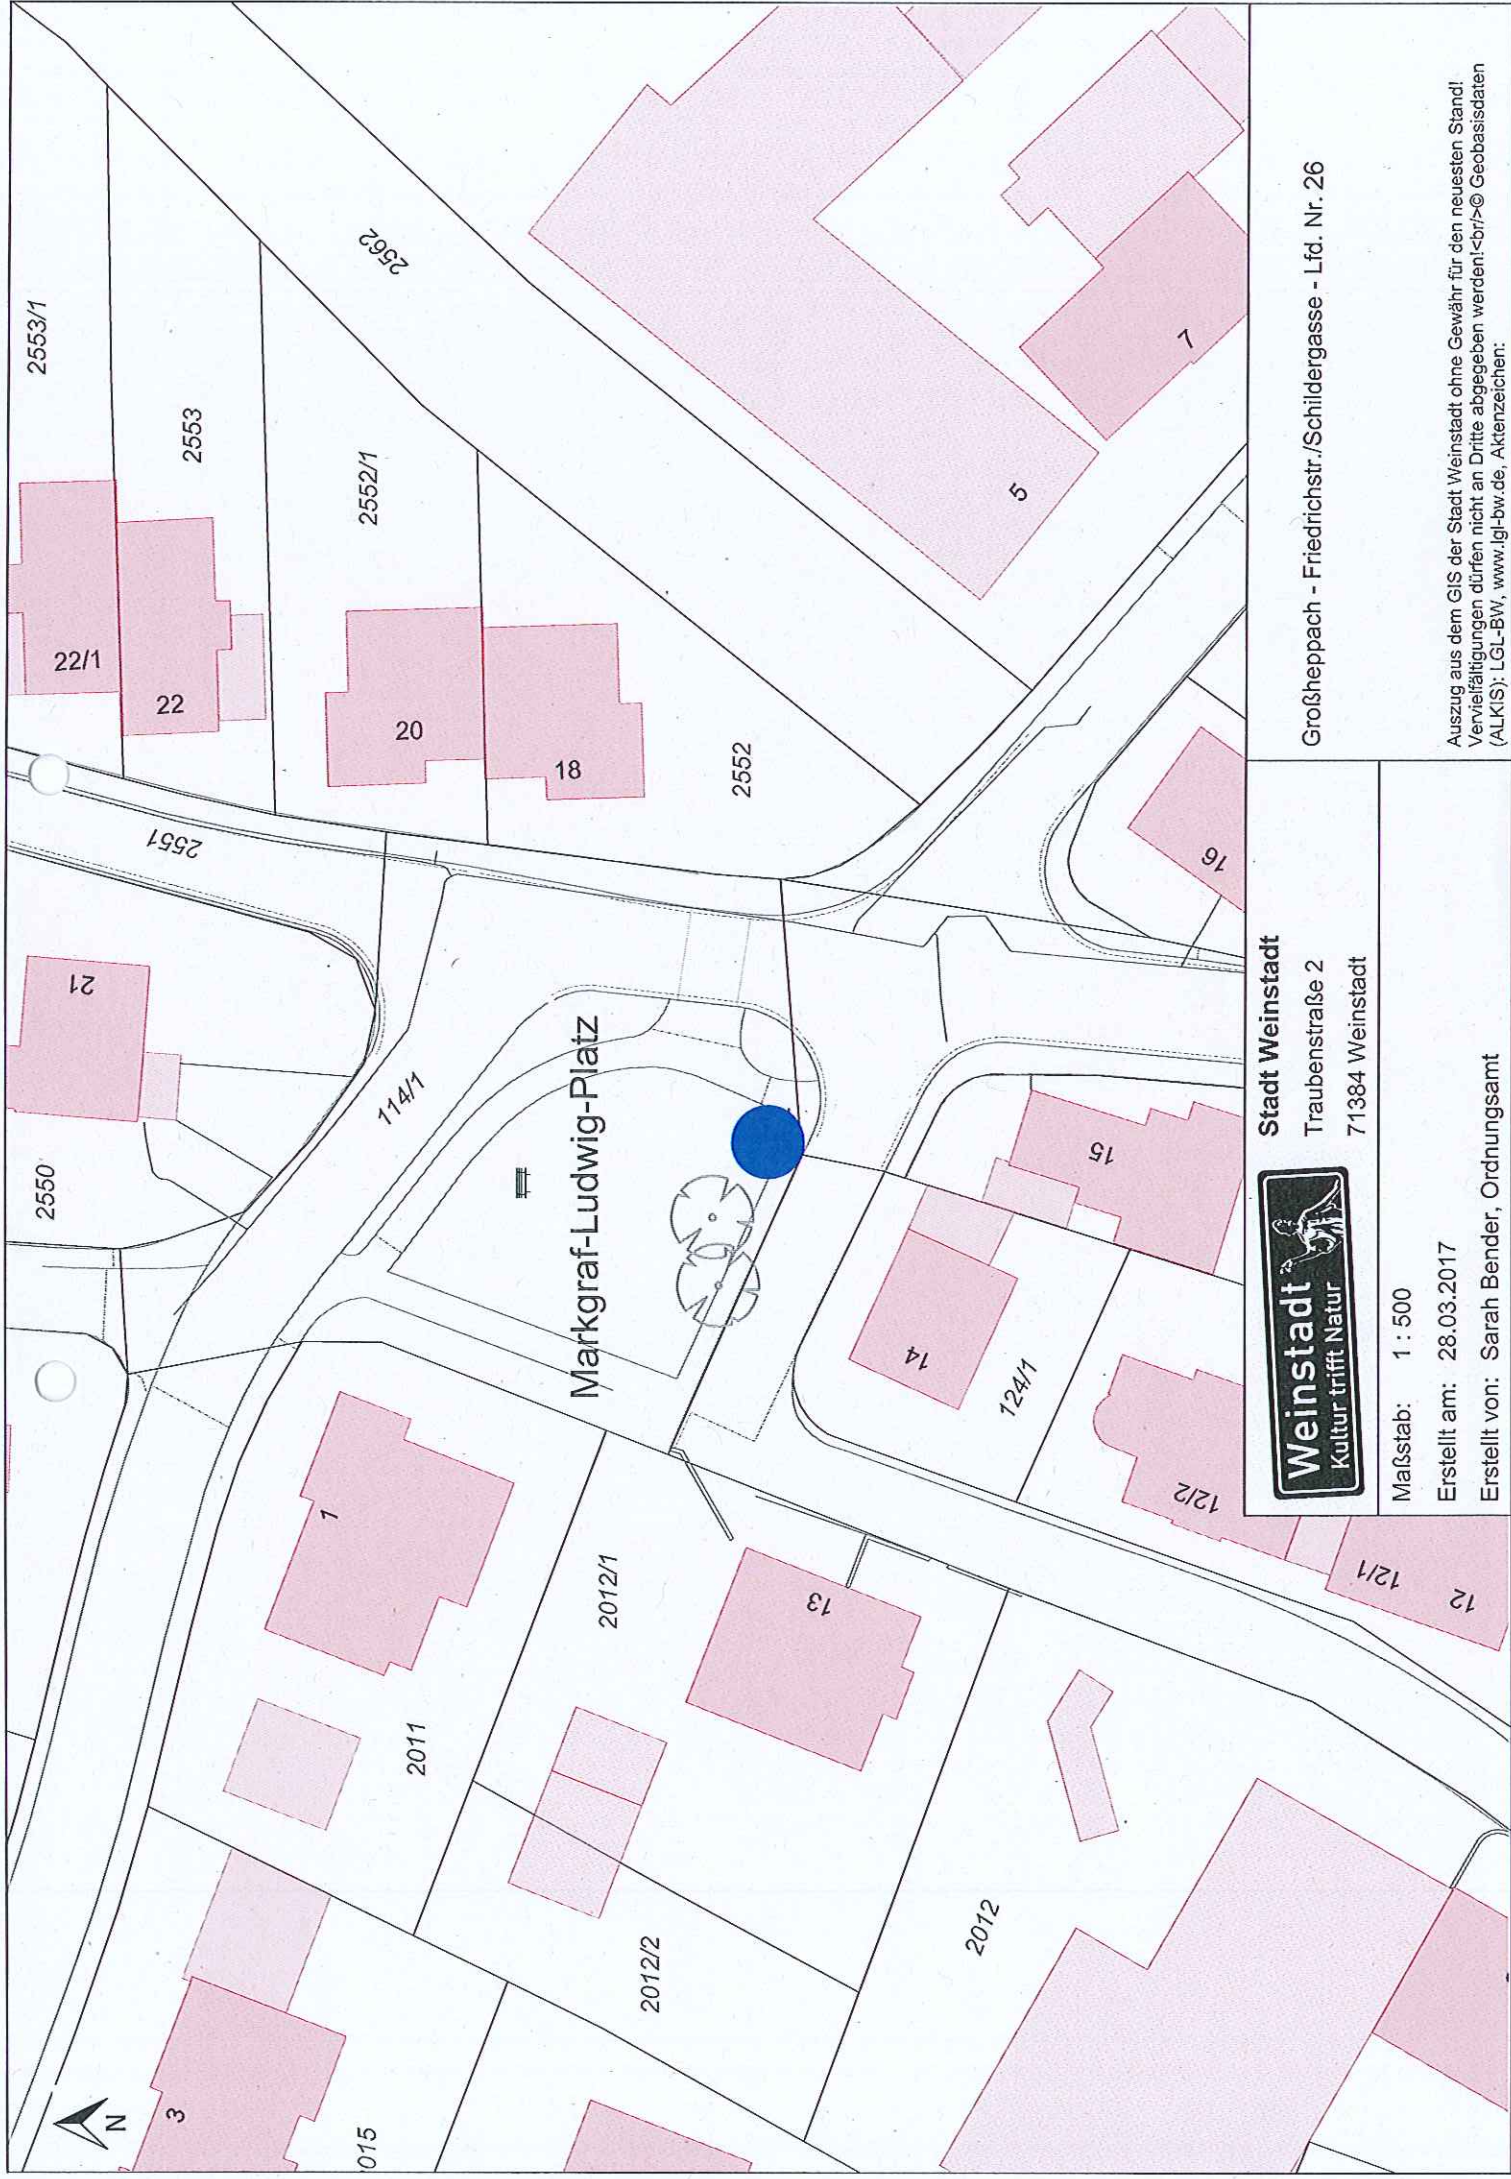 2550
2553/1
21
22/1
N
3
2551
22
2553
1
015
2552/1
2562
114/1
20
2011
18
Markgraf-Ludwig-Platz
2012/1
2012/2
2552
13
14
2012
124/1
5
15
7
12/2
16
12/1
12
Weinstadt
Kultur trifft Natur
Stadt Weinstadt
Traubenstraße 2
71384 Weinstadt
Maßstab: 1 : 500
Erstellt am: 28.03.2017
Erstellt von: Sarah Bender, Ordnungsamt
Großheppach - Friedrichstr./Schildergasse - Lfd. Nr. 26
Auszug aus dem GIS der Stadt Weinstadt ohne Gewähr für den neuesten Stand!
Vervielfältigungen dürfen nicht an Dritte abgegeben werden!<br/>© Geobasisdaten
(ALKIS): LGL-BW, www.lgl-bw.de, Aktenzeichen: